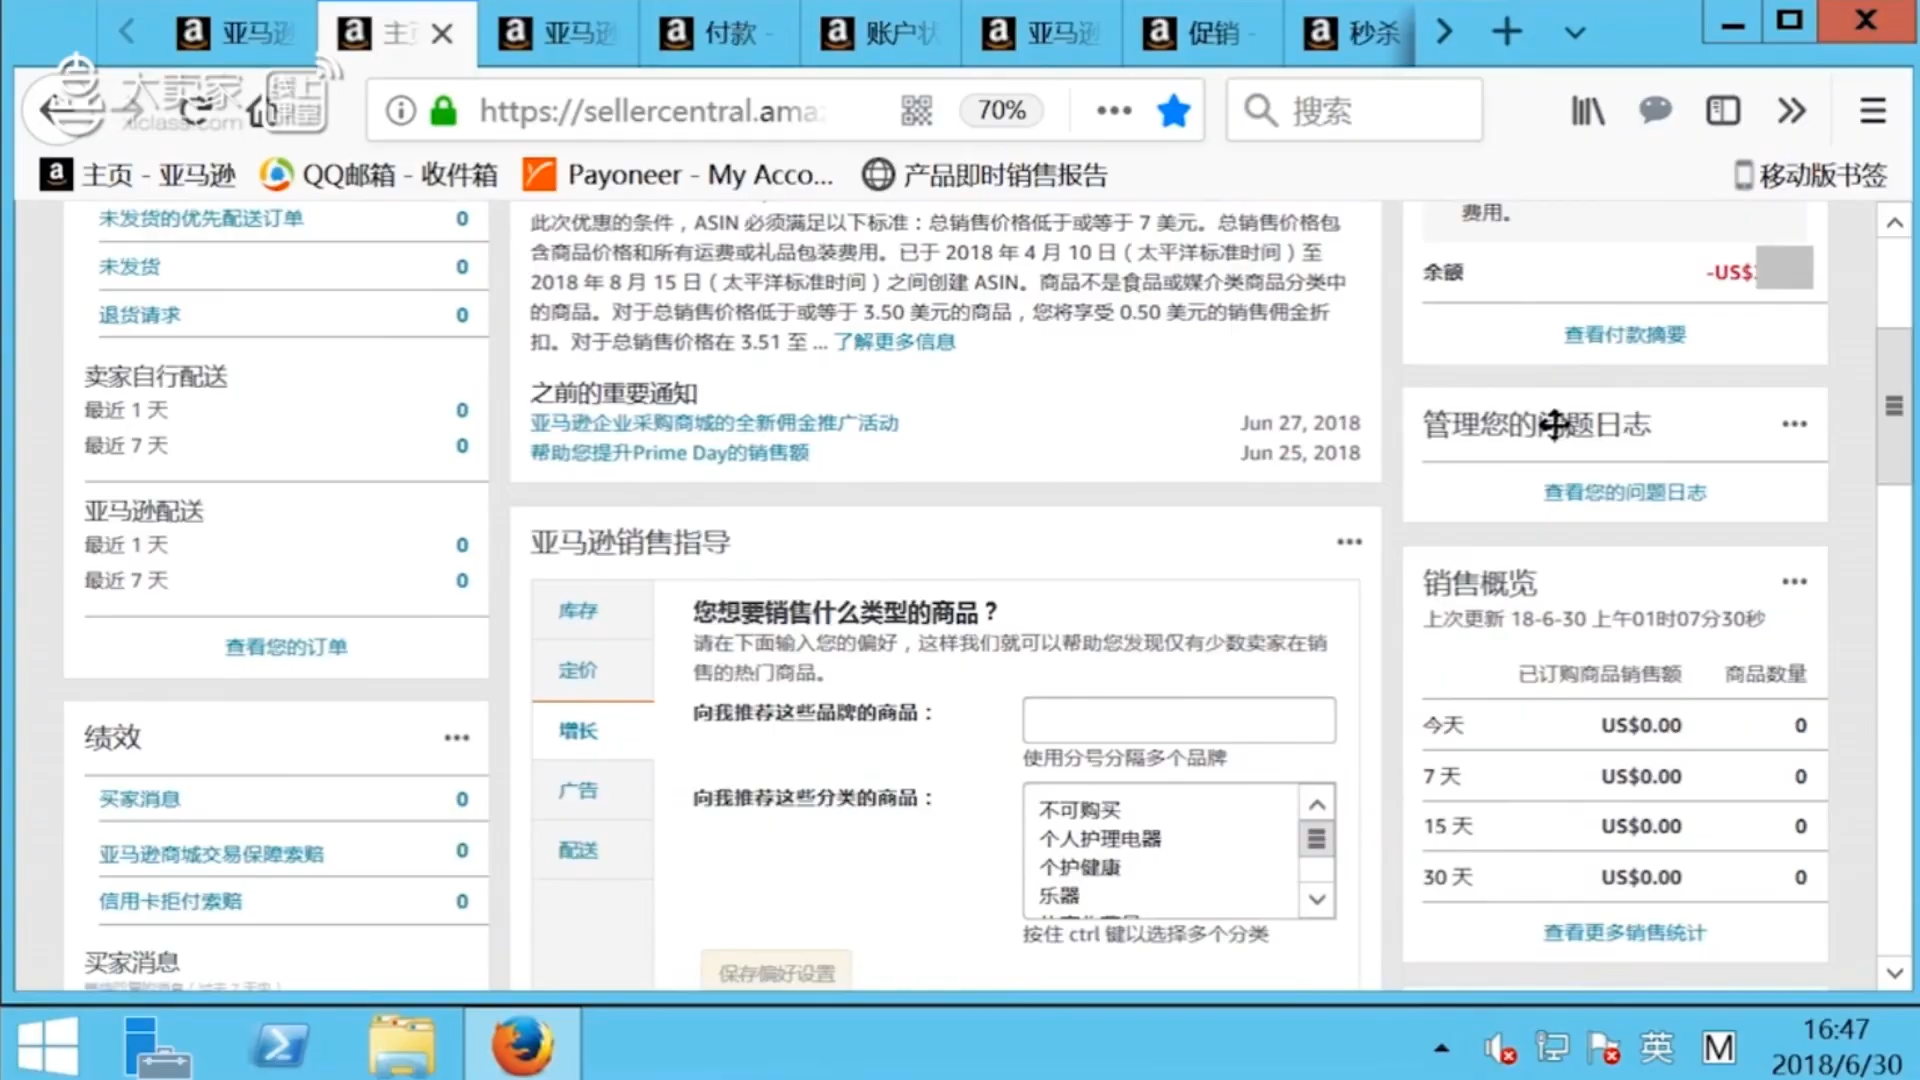 亚马逊
主页
亚马逊
付款 -
账户状
亚马逊
促销 -
秒杀
大卖家
线上
课堂
xlclass.com
https://sellercentral.ama
70%
搜索
主页 - 亚马逊
QQ邮箱 - 收件箱
Payoneer - My Acco...
产品即时销售报告
移动版书签
未发货的优先配送订单 0
未发货 0
退货请求 0
卖家自行配送
最近 1 天 0
最近 7 天 0
亚马逊配送
最近 1 天 0
最近 7 天 0
查看您的订单
绩效
买家消息 0
亚马逊商城交易保障索赔 0
信用卡拒付索赔 0
买家消息
此次优惠的条件，ASIN 必须满足以下标准：总销售价格低于或等于 7 美元。总销售价格包
含商品价格和所有运费或礼品包装费用。已于 2018 年 4 月 10 日（太平洋标准时间）至
2018 年 8 月 15 日（太平洋标准时间）之间创建 ASIN。商品不是食品或媒介类商品分类中
的商品。对于总销售价格低于或等于 3.50 美元的商品，您将享受 0.50 美元的销售佣金折
扣。对于总销售价格在 3.51 至 ... 了解更多信息
之前的重要通知
亚马逊企业采购商城的全新佣金推广活动 Jun 27, 2018
帮助您提升Prime Day的销售额 Jun 25, 2018
亚马逊销售指导
库存
定价
增长
广告
配送
您想要销售什么类型的商品？
请在下面输入您的偏好，这样我们就可以帮助您发现仅有少数卖家在销
售的热门商品。
向我推荐这些品牌的商品：
使用分号分隔多个品牌
向我推荐这些分类的商品：
不可购买
个人护理电器
个护健康
乐器
按住 ctrl 键以选择多个分类
保存偏好设置
费用。
余额 -US$
查看付款摘要
管理您的问题日志
查看您的问题日志
销售概览
上次更新 18-6-30 上午01时07分30秒
已订购商品销售额 商品数量
今天 US$0.00 0
7 天 US$0.00 0
15 天 US$0.00 0
30 天 US$0.00 0
查看更多销售统计
英
M
16:47
2018/6/30